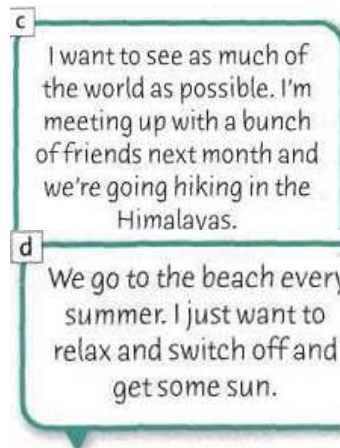 c
I want to see as much of
the world as possible. I'm
meeting up with a bunch
of friends next month and
we're going hiking in the
Himalayas.
d
We go to the beach every
summer. I just want to
relax and switch off and
get some sun.